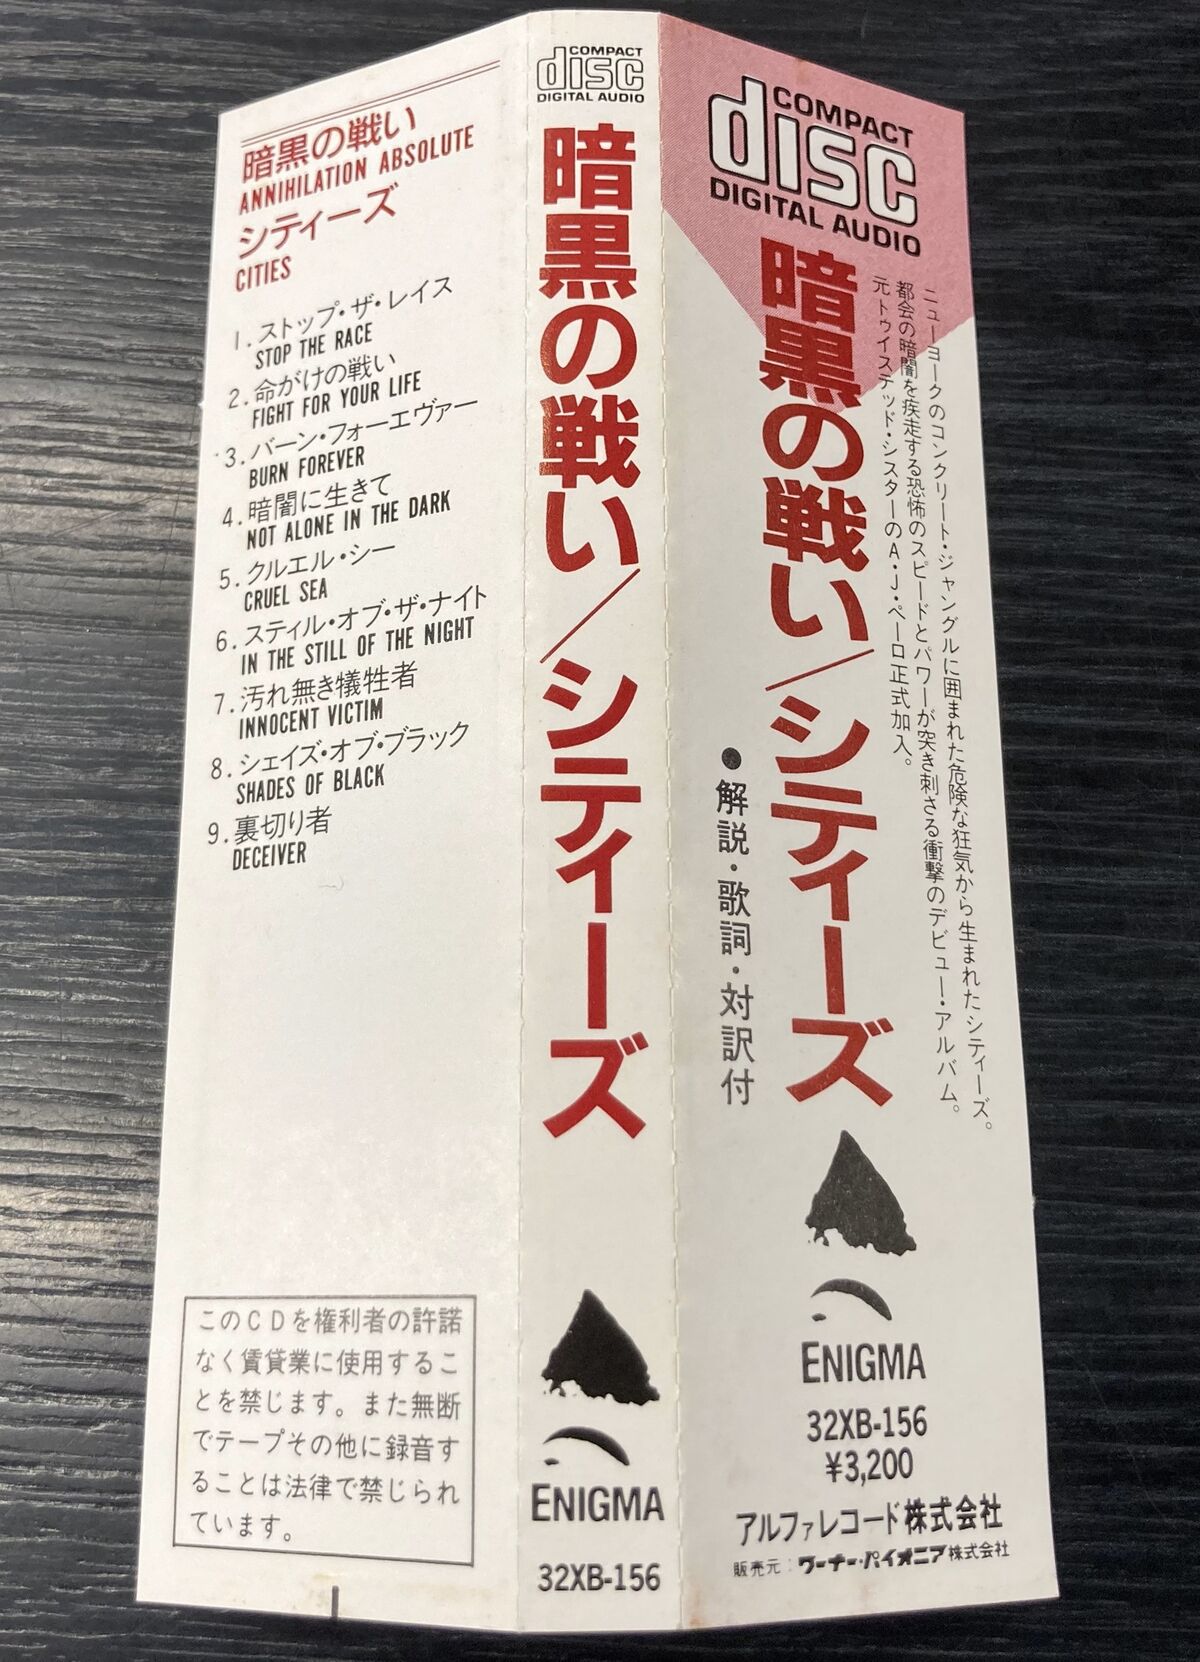 暗黒の戦い
ANNIHILATION ABSOLUTE
シティーズ
CITIES
1.ストップ・ザ・レイス
STOP THE RACE
2.命がけの戦い
FIGHT FOR YOUR LIFE
3.バーン・フォーエヴァー
BURN FOREVER
4.暗闇に生きて
NOT ALONE IN THE DARK
5.クルエル・シー
CRUEL SEA
6.スティル・オブ・ザ・ナイト
IN THE STILL OF THE NIGHT
7.汚れ無き犠牲者
INNOCENT VICTIM
8.シェイズ・オブ・ブラック
SHADES OF BLACK
9.裏切り者
DECEIVER
このCDを権利者の許諾
なく賃貸業に使用するこ
とを禁じます。また無断
でテープその他に録音す
ることは法律で禁じられ
ています。
COMPACT
disc
DIGITAL AUDIO
暗黒の戦い/シティーズ
ENIGMA
32XB-156
COMPACT
disc
DIGITAL AUDIO
ニューヨークのコンクリート・ジャングルに囲まれた危険な狂気から生まれたシティーズ。
都会の暗闇を疾走する恐怖のスピードとパワーが突き刺さる衝撃のデビュー・アルバム。
元トゥイステッド・シスターのA・J・ペーロ正式加入。
暗黒の戦い/シティーズ
●解説・歌詞・対訳付
ENIGMA
32XB-156
¥3,200
アルファレコード株式会社
販売元:ワーナー・パイオニア株式会社